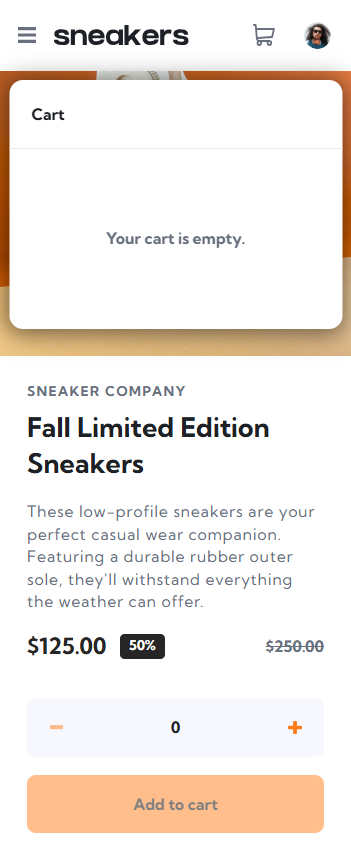 sneakers
Cart
Your cart is empty.
SNEAKER COMPANY
Fall Limited Edition
Sneakers
These low-profile sneakers are your
perfect casual wear companion.
Featuring a durable rubber outer
sole, they'll withstand everything
the weather can offer.
$125.00 50% $250.00
0
Add to cart